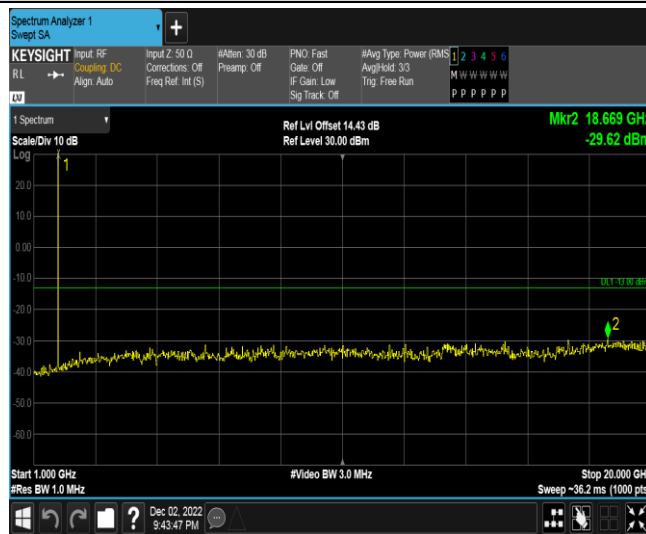 Spectrum Analyzer 1
Swept SA
+
KEYSIGHT
RL
LXI
Input: RF
Coupling: DC
Align: Auto
Input Z: 50 Ω
Corrections: Off
Freq Ref: Int (S)
#Atten: 30 dB
Preamp: Off
PNO: Fast
Gate: Off
IF Gain: Low
Sig Track: Off
#Avg Type: Power (RMS
Avg|Hold: 3/3
Trig: Free Run
1 2 3 4 5 6
M W W W W W
P P P P P P
1 Spectrum
Scale/Div 10 dB
Ref Lvl Offset 14.43 dB
Ref Level 30.00 dBm
Mkr2 18.669 GH
-29.62 dBm
Log
1
20.0
10.0
0.00
-10.0
DL1 -13.00 dBm
-20.0
2
-30.0
-40.0
-50.0
-60.0
Start 1.000 GHz
#Res BW 1.0 MHz
#Video BW 3.0 MHz
Stop 20.000 GH
Sweep ~36.2 ms (1000 pts
?
Dec 02, 2022
9:43:47 PM